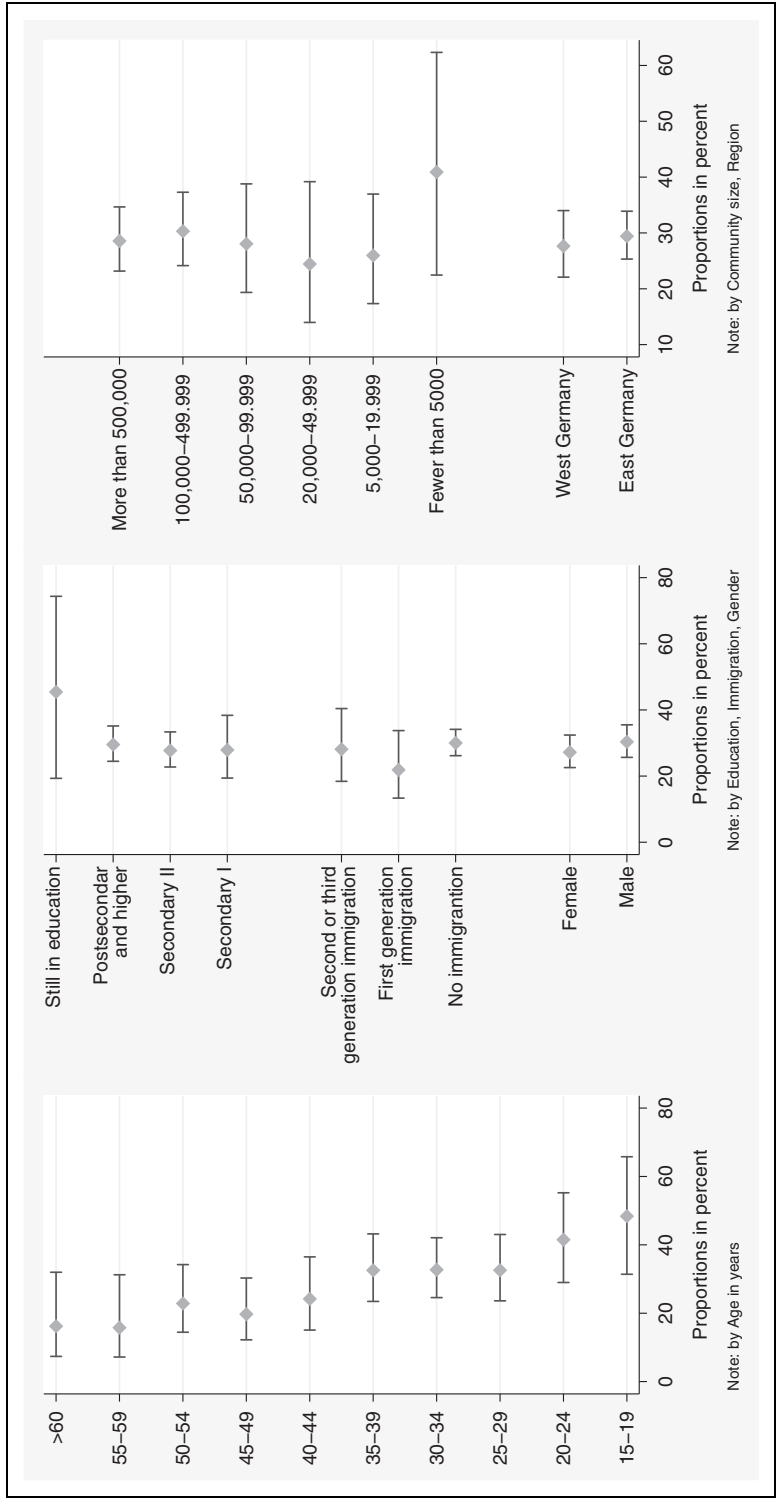 >60
55–59
50–54
45–49
40–44
35–39
30–34
25–29
20–24
15–19
0
20
40
60
80
Proportions in percent
Note: by Age in years
Still in education
Postsecondar
and higher
Secondary II
Secondary I
Second or third
generation immigration
First generation
immigration
No immigrantion
Female
Male
0
20
40
60
80
Proportions in percent
Note: by Education, Immigration, Gender
More than 500,000
100,000–499.999
50,000–99.999
20,000–49.999
5,000–19.999
Fewer than 5000
West Germany
East Germany
10
20
30
40
50
60
Proportions in percent
Note: by Community size, Region